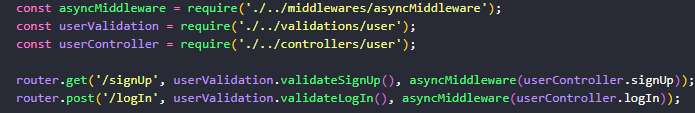 const asyncMiddleware = require('./../middlewares/asyncMiddleware');
const userValidation = require('./../validations/user');
const userController = require('./../controllers/user');
router.get('/signUp', userValidation.validateSignUp(), asyncMiddleware(userController.signUp));
router.post('/logIn', userValidation.validateLogIn(), asyncMiddleware(userController.logIn));